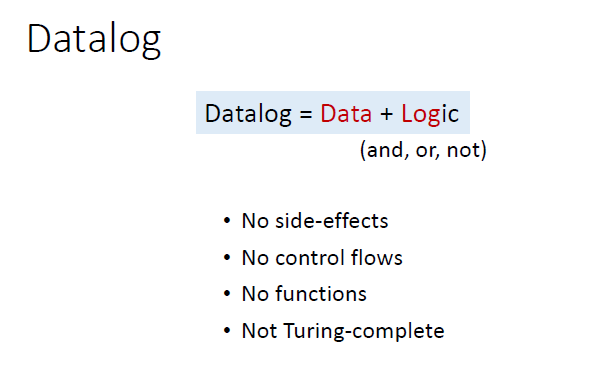 Datalog
Datalog = Data + Logic
(and, or, not)
• No side-effects
• No control flows
• No functions
• Not Turing-complete